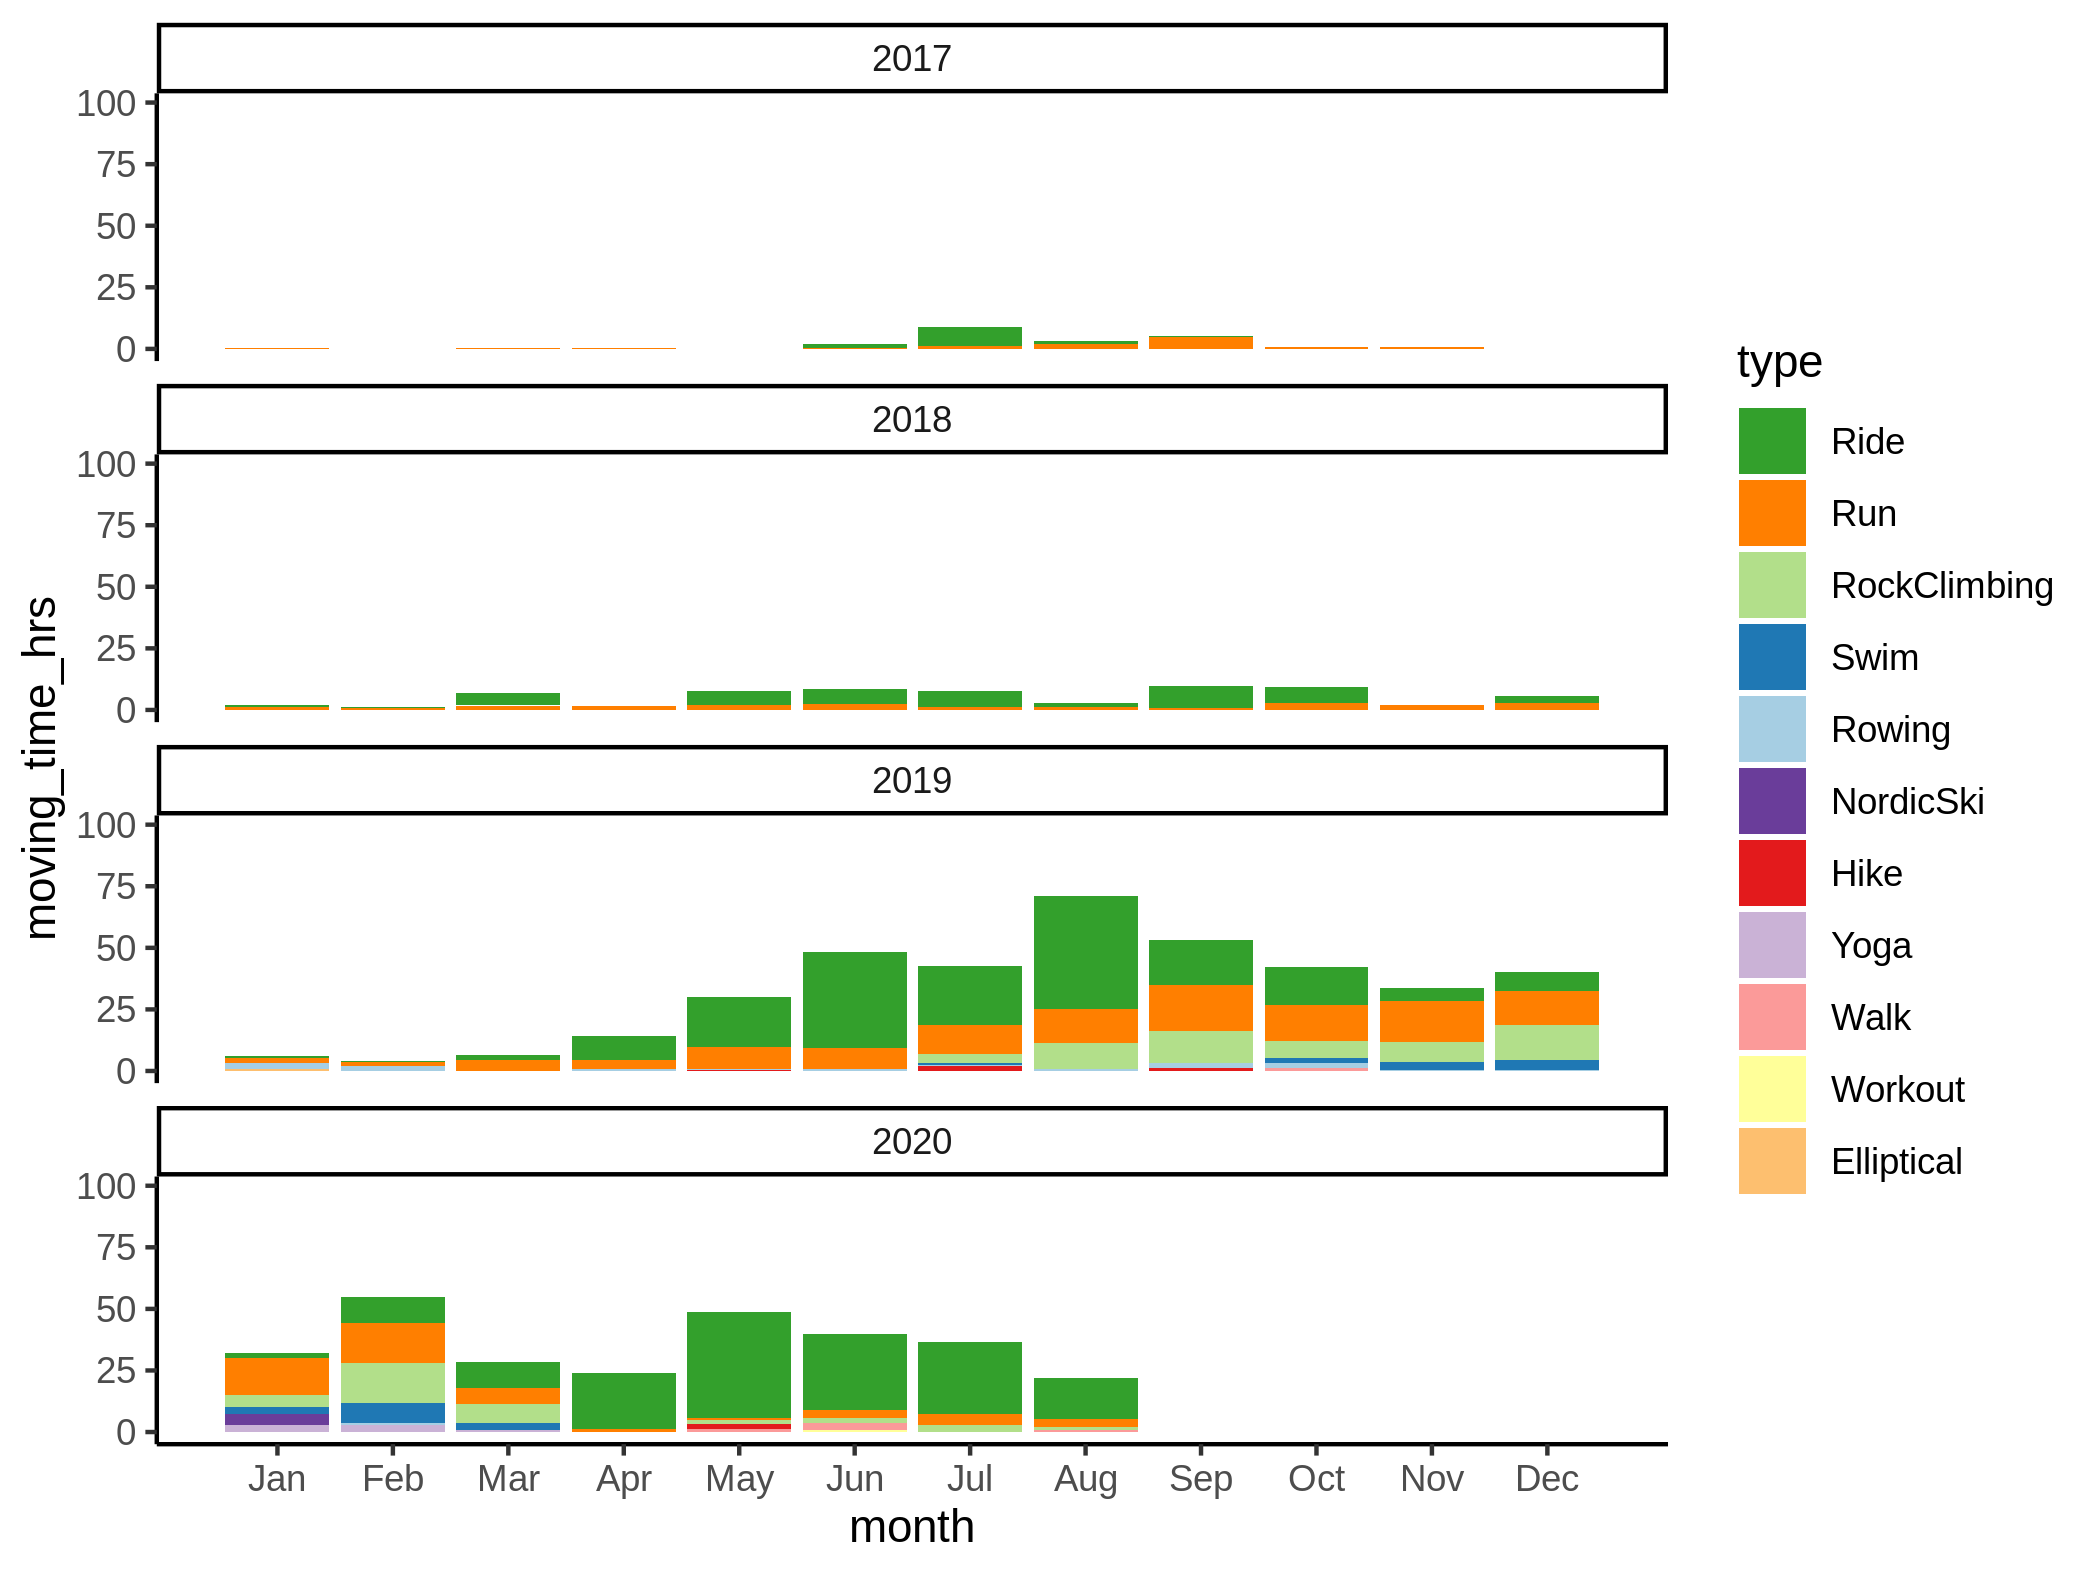 2017
100
75
50
25
0
2018
100
75
50
25
0
2019
100
75
50
25
0
2020
100
75
50
25
0
moving_time_hrs
Jan Feb Mar Apr May Jun Jul Aug Sep Oct Nov Dec
month
type
Ride
Run
RockClimbing
Swim
Rowing
NordicSki
Hike
Yoga
Walk
Workout
Elliptical